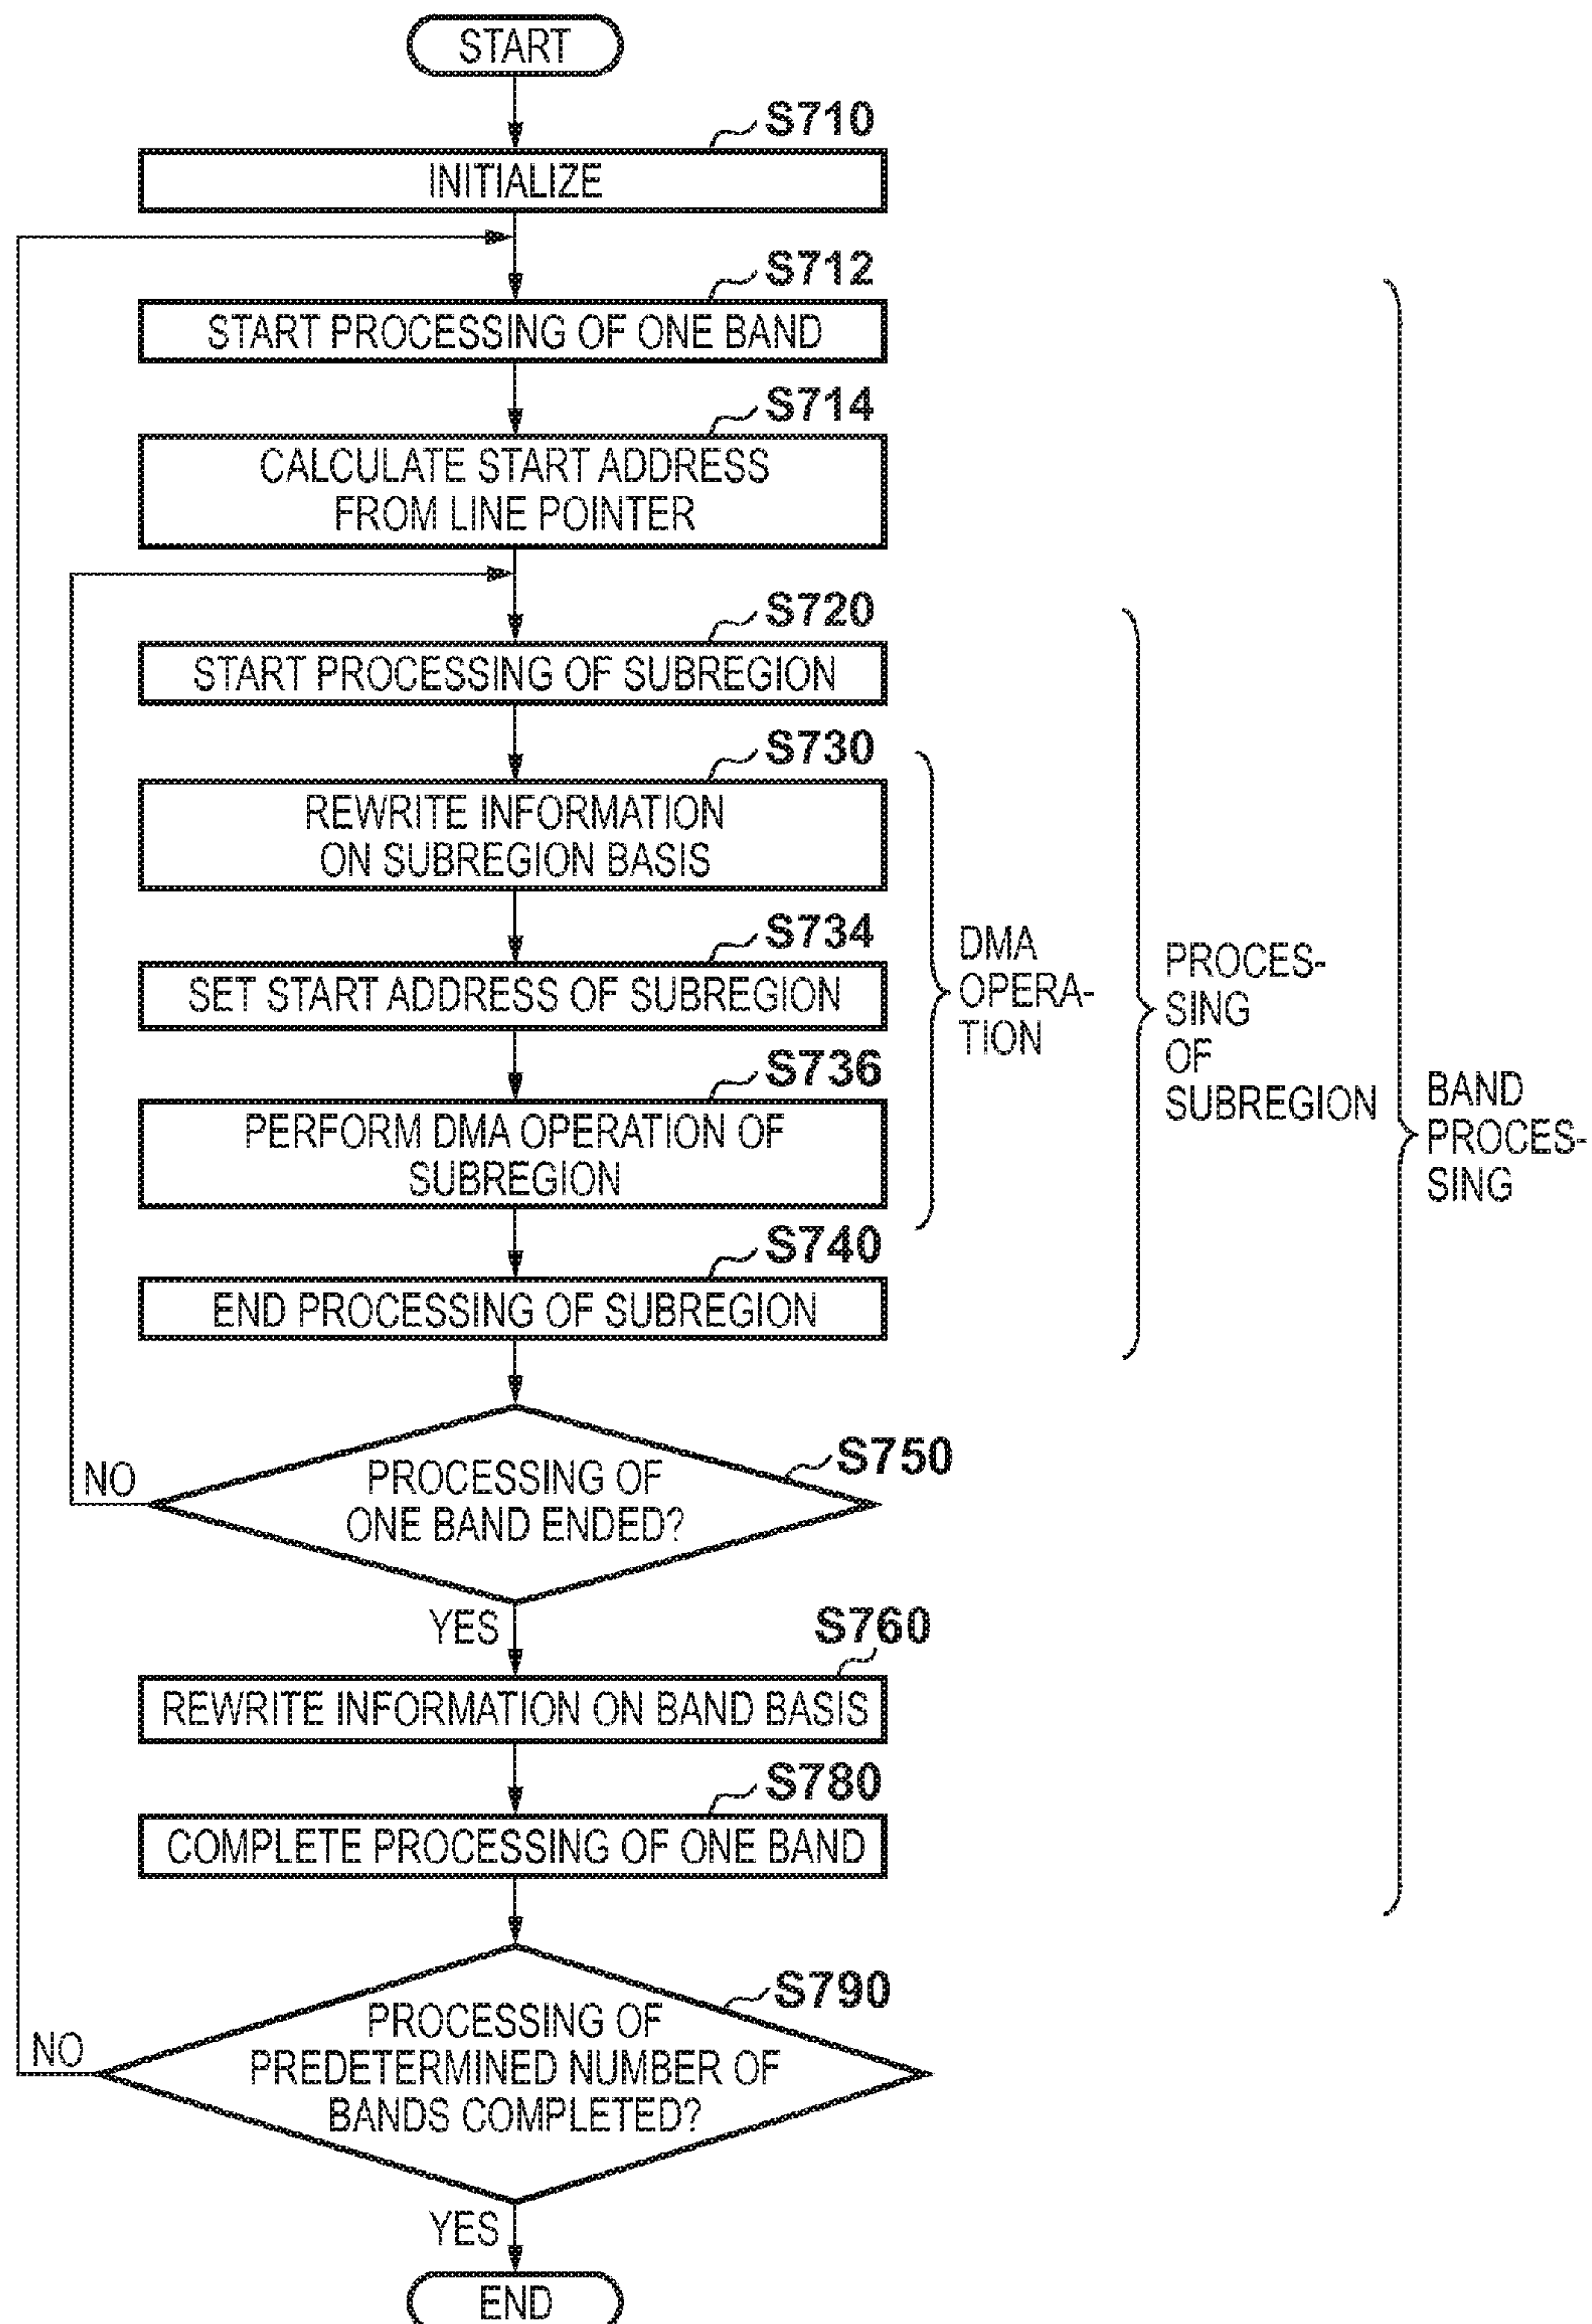 START
S710
INITIALIZE
S712
START PROCESSING OF ONE BAND
S714
CALCULATE START ADDRESS
FROM LINE POINTER
S720
START PROCESSING OF SUBREGION
S730
REWRITE INFORMATION
ON SUBREGION BASIS
S734
SET START ADDRESS OF SUBREGION
S736
PERFORM DMA OPERATION OF
SUBREGION
S740
END PROCESSING OF SUBREGION
DMA
OPERA-
TION
PROCES-
SING
OF
SUBREGION
BAND
PROCES-
SING
S750
PROCESSING OF
ONE BAND ENDED?
NO
YES
S760
REWRITE INFORMATION ON BAND BASIS
S780
COMPLETE PROCESSING OF ONE BAND
S790
PROCESSING OF
PREDETERMINED NUMBER OF
BANDS COMPLETED?
NO
YES
END